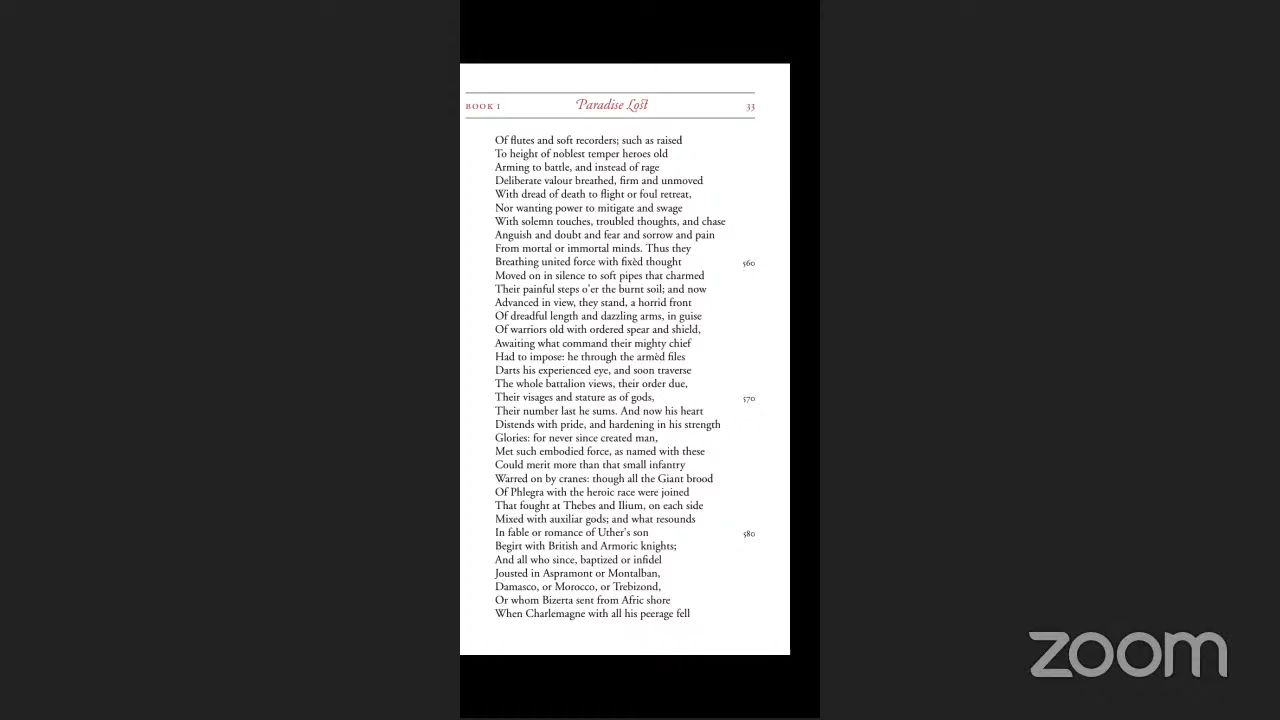 BOOK I Paradise Lost 33
Of flutes and soft recorders; such as raised
To height of noblest temper heroes old
Arming to battle, and instead of rage
Deliberate valour breathed, firm and unmoved
With dread of death to flight or foul retreat,
Nor wanting power to mitigate and swage
With solemn touches, troubled thoughts, and chase
Anguish and doubt and fear and sorrow and pain
From mortal or immortal minds. Thus they
Breathing united force with fixèd thought 560
Moved on in silence to soft pipes that charmed
Their painful steps o'er the burnt soil; and now
Advanced in view, they stand, a horrid front
Of dreadful length and dazzling arms, in guise
Of warriors old with ordered spear and shield,
Awaiting what command their mighty chief
Had to impose: he through the armèd files
Darts his experienced eye, and soon traverse
The whole battalion views, their order due,
Their visages and stature as of gods, 570
Their number last he sums. And now his heart
Distends with pride, and hardening in his strength
Glories: for never since created man,
Met such embodied force, as named with these
Could merit more than that small infantry
Warred on by cranes: though all the Giant brood
Of Phlegra with the heroic race were joined
That fought at Thebes and Ilium, on each side
Mixed with auxiliar gods; and what resounds
In fable or romance of Uther's son 580
Begirt with British and Armoric knights;
And all who since, baptized or infidel
Jousted in Aspramont or Montalban,
Damasco, or Morocco, or Trebizond,
Or whom Bizerta sent from Afric shore
When Charlemagne with all his peerage fell
zoom